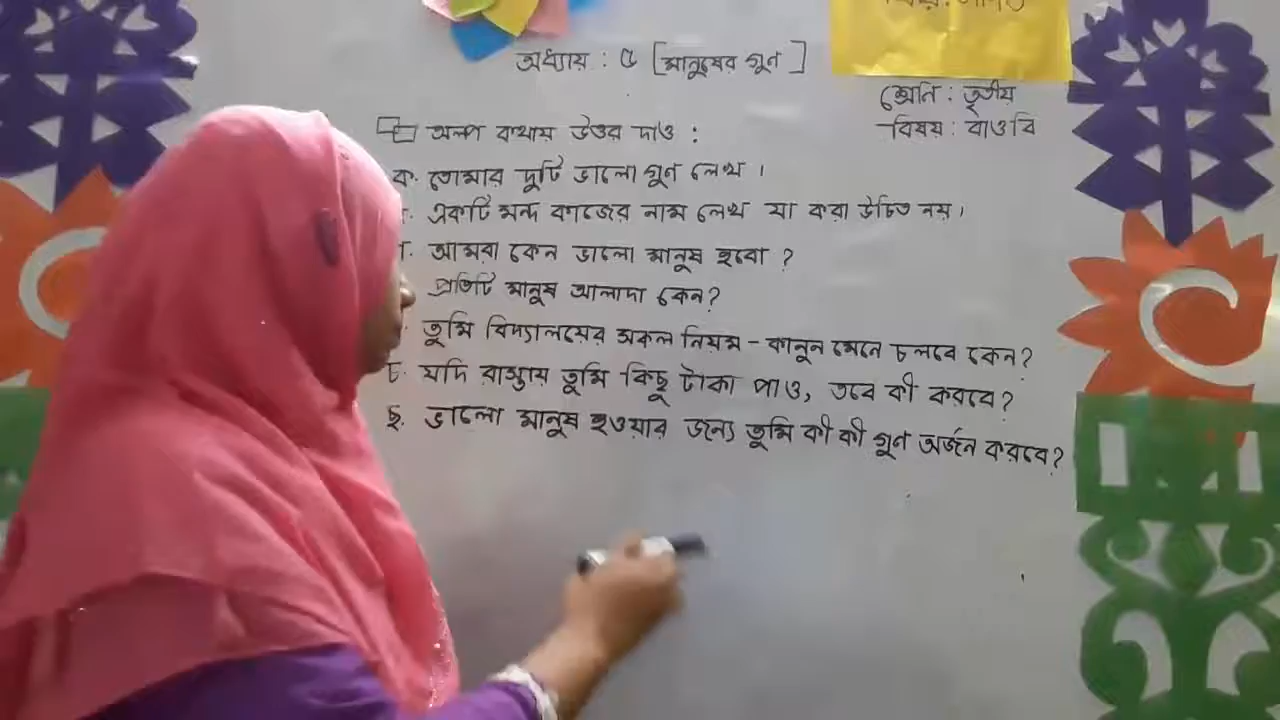 অধ্যায় : ৫ [মানুষের গুণ]
শ্রেনি : তৃতীয়
বিষয় : বাওবি
অল্প কথায় উত্তর দাও :
ক. তোমার দুটি ভালো গুণ লেখ।
একটি মন্দ কাজের নাম লেখ যা করা উচিত নয়।
আমরা কেন ভালো মানুষ হবো ?
প্রতিটি মানুষ আলাদা কেন?
তুমি বিদ্যালয়ের সকল নিয়ম - কানুন মেনে চলবে কেন?
চ. যদি রাস্তায় তুমি কিছু টাকা পাও, তবে কী করবে?
ছ. ভালো মানুষ হওয়ার জন্য তুমি কী কী গুণ অর্জন করবে?